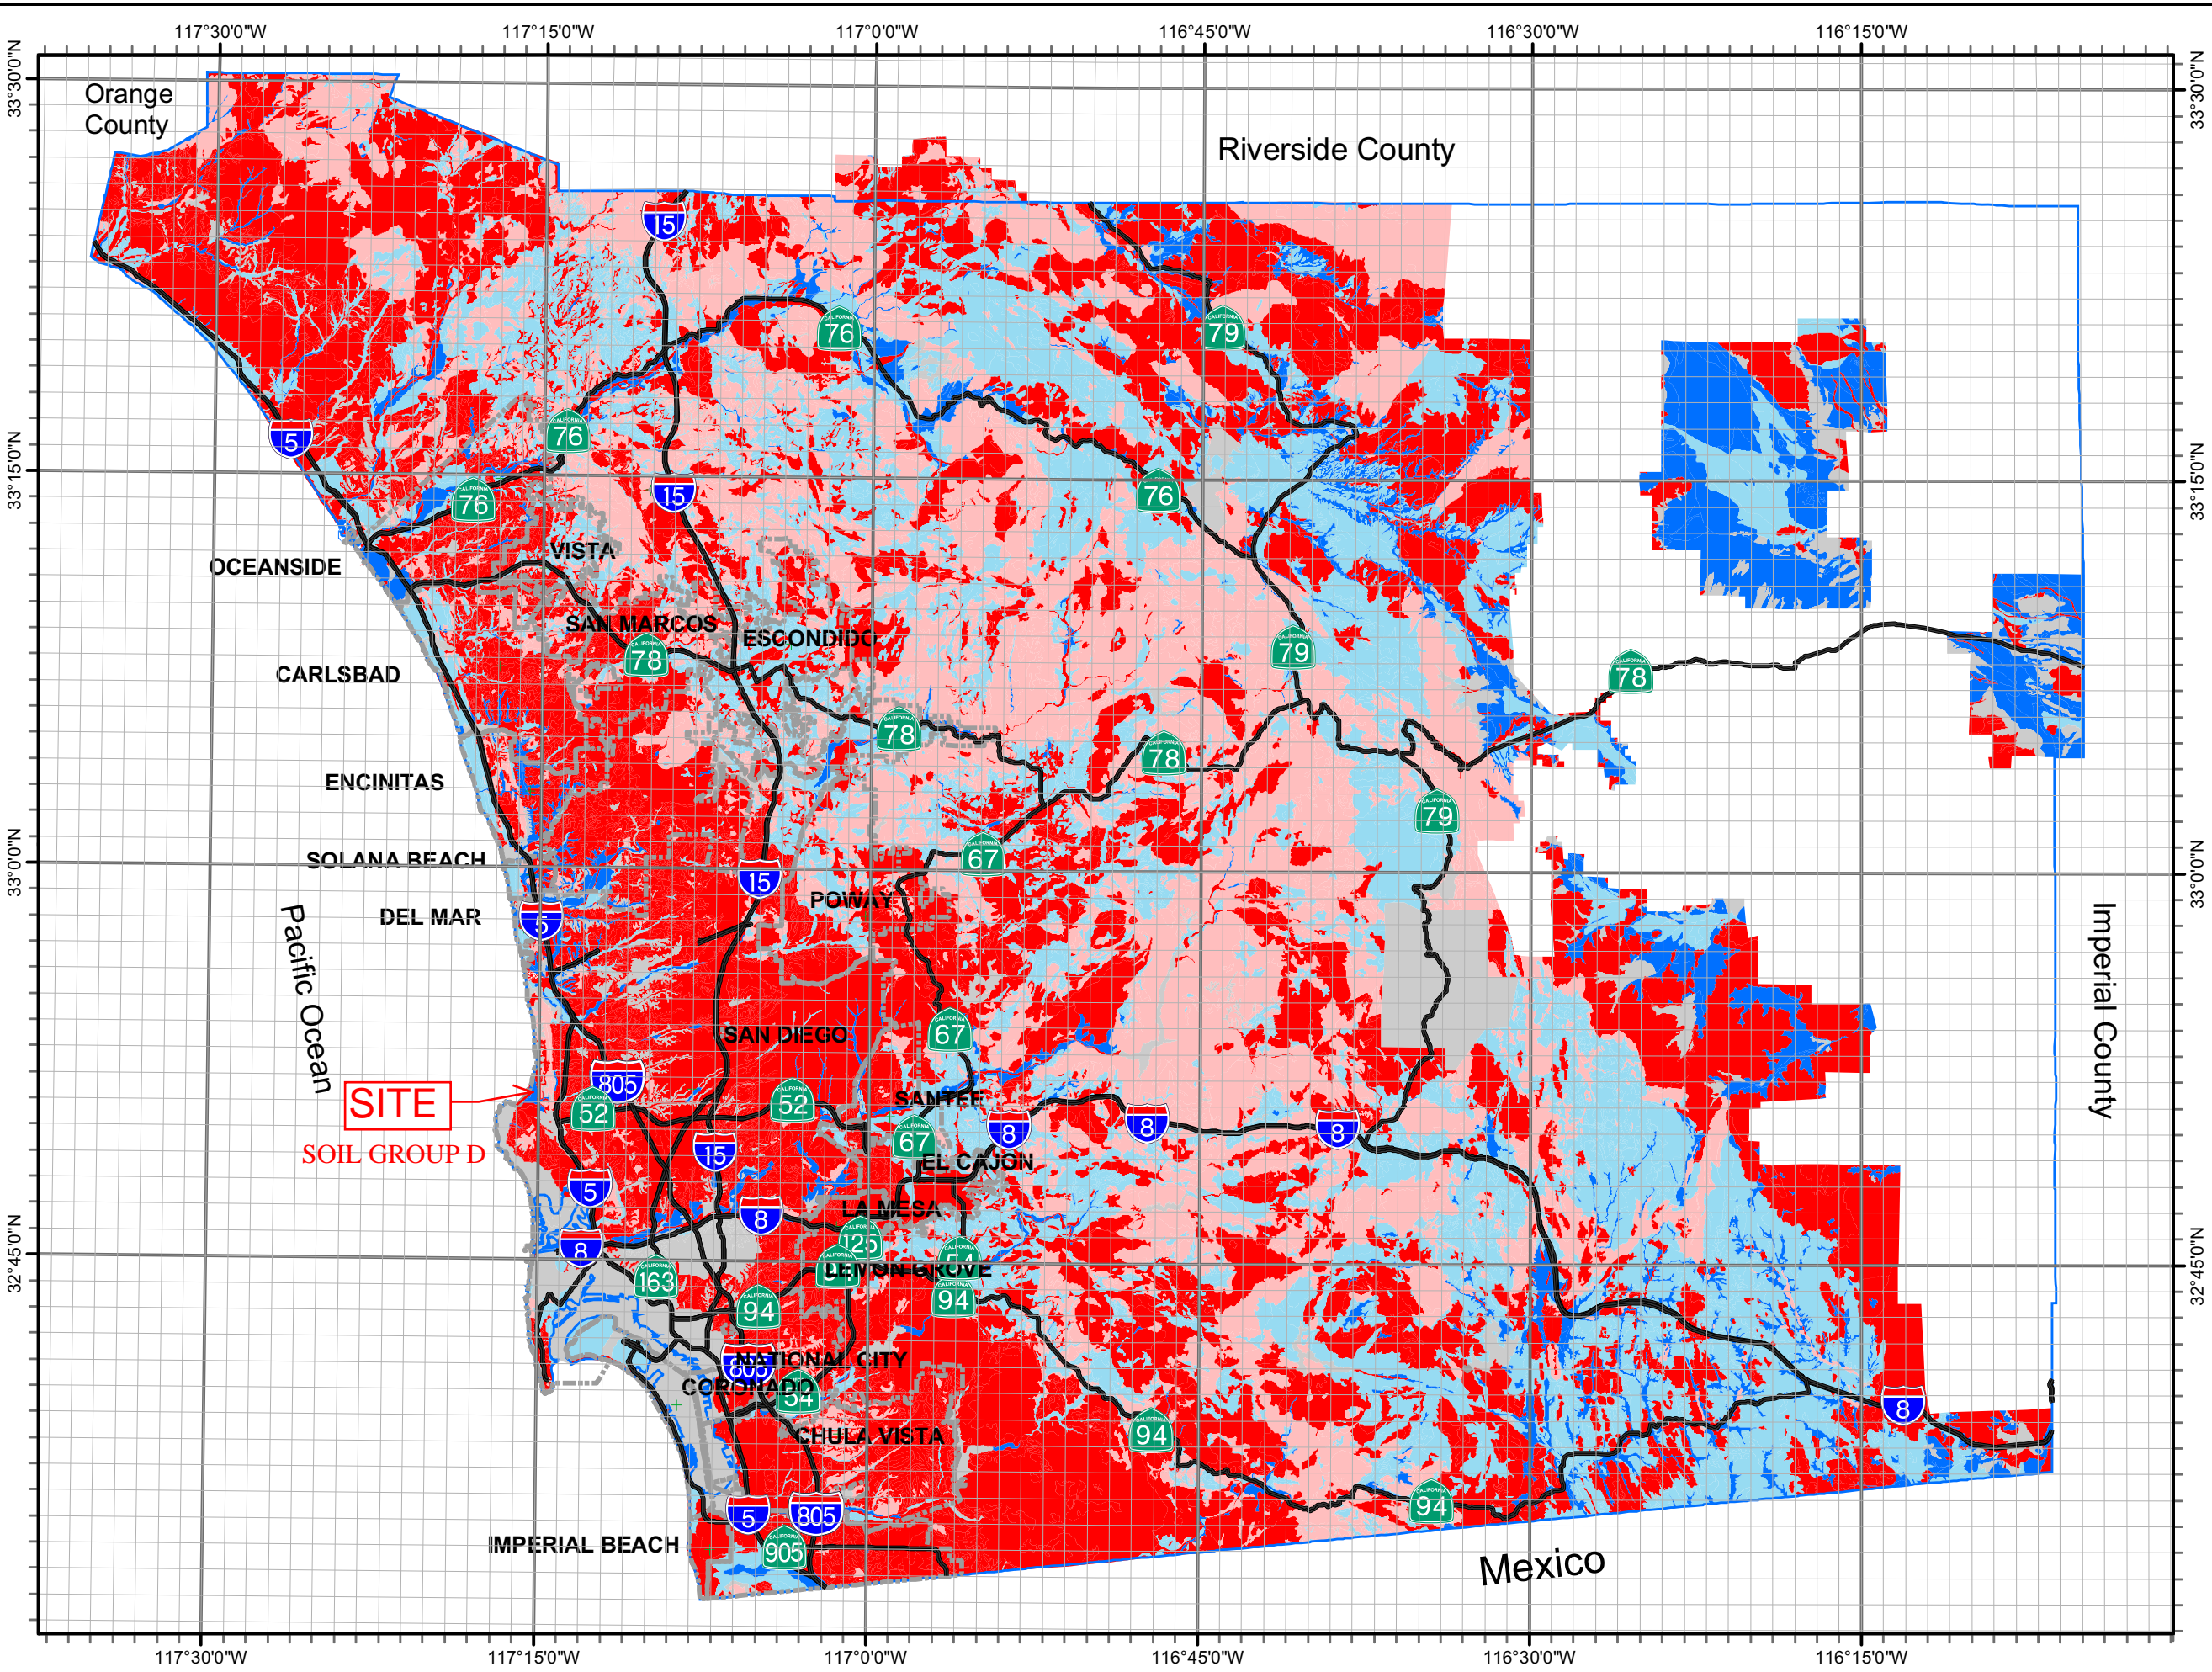 117°30'0"W
117°15'0"W
117°0'0"W
116°45'0"W
116°30'0"W
116°15'0"W
33°30'0"N
33°30'0"N
Orange
County
Riverside County
15
76
79
5
76
33°15'0"N
76
15
76
33°15'0"N
VISTA
OCEANSIDE
SAN MARCOS
ESCONDIDO
78
79
78
CARLSBAD
78
78
ENCINITAS
79
SOLANA BEACH
33°0'0"N
67
33°0'0"N
15
POWAY
DEL MAR
5
Pacific Ocean
Imperial County
SAN DIEGO
67
805
SITE
52
52
SANTEE
8
8
8
SOIL GROUP D
15
67
EL CAJON
5
LA MESA
8
32°45'0"N
8
125
54
32°45'0"N
LEMON GROVE
163
94
94
NATIONAL CITY
805
CORONADO
54
8
CHULA VISTA
94
94
5
805
IMPERIAL BEACH
905
Mexico
117°30'0"W
117°15'0"W
117°0'0"W
116°45'0"W
116°30'0"W
116°15'0"W